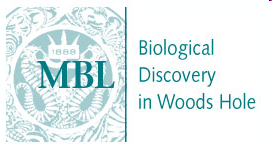 1888
MBL
Biological
Discovery
in Woods Hole